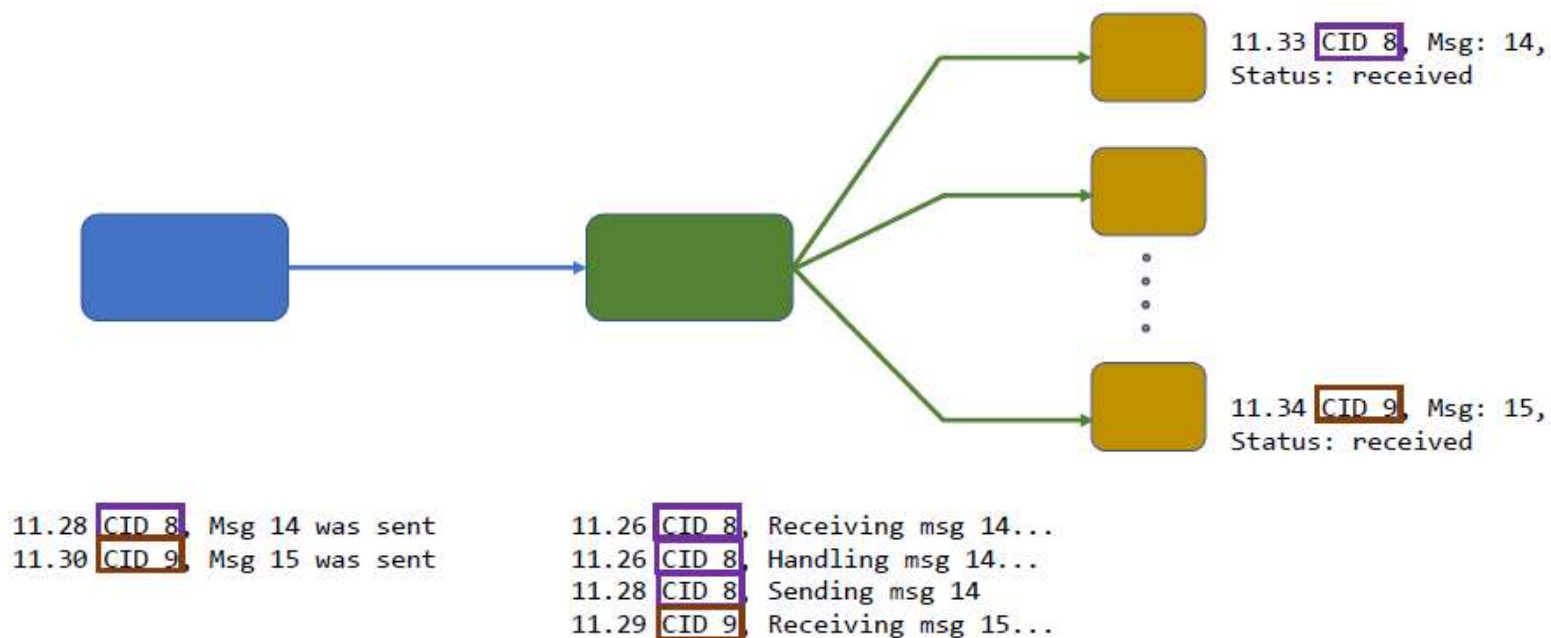 11.33 CID 8, Msg: 14,
Status: received
11.34 CID 9, Msg: 15,
Status: received
11.28 CID 8, Msg 14 was sent
11.30 CID 9, Msg 15 was sent
11.26 CID 8, Receiving msg 14...
11.26 CID 8, Handling msg 14...
11.28 CID 8, Sending msg 14
11.29 CID 9, Receiving msg 15...